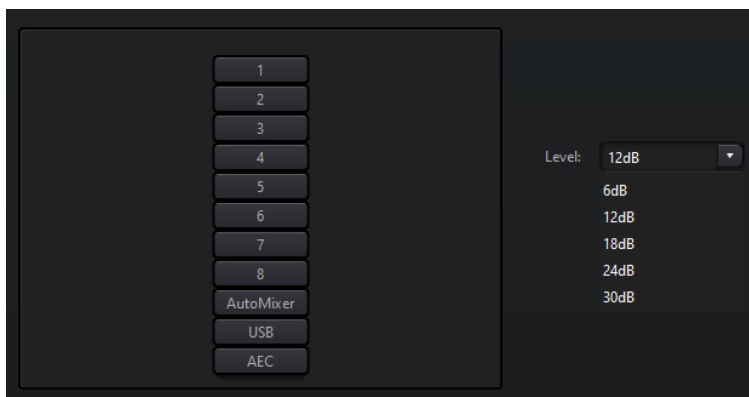 1
2
3
4
5
6
7
8
AutoMixer
USB
AEC
Level: 12dB
6dB
12dB
18dB
24dB
30dB